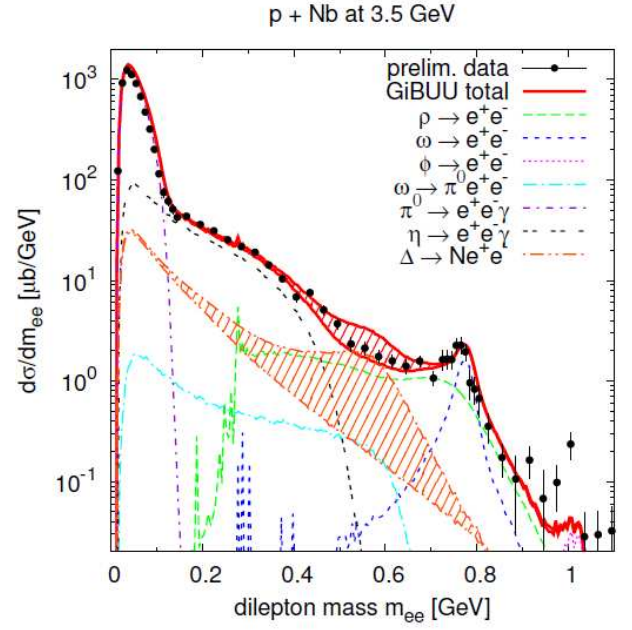 p + Nb at 3.5 GeV
prelim. data
GiBUU total
ρ → e⁺e⁻
ω → e⁺e⁻
ϕ → e⁺e⁻
ω → π⁰e⁺e⁻
π⁰ → e⁺e⁻γ
η → e⁺e⁻γ
Δ → Ne⁺e⁻
dσ/dm_ee [μb/GeV]
10³
10²
10¹
10⁰
10⁻¹
0 0.2 0.4 0.6 0.8 1
dilepton mass m_ee [GeV]